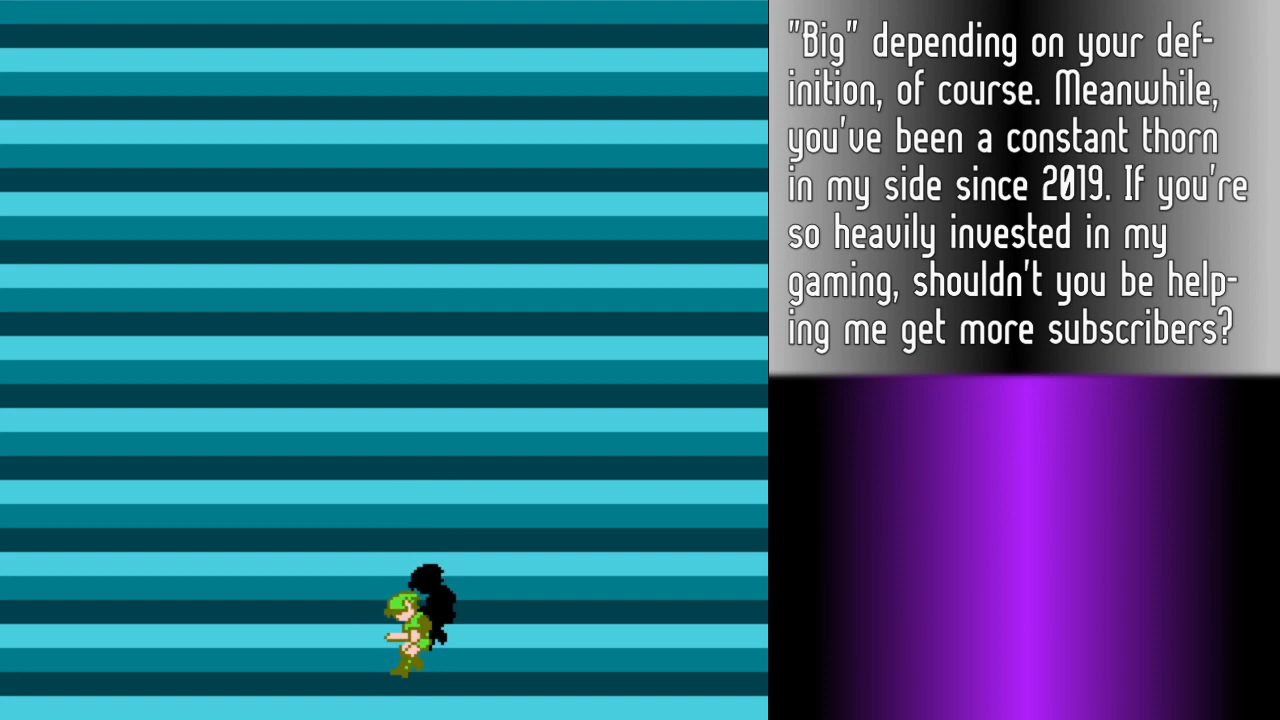 "Big" depending on your def-
inition, of course. Meanwhile,
you've been a constant thorn
in my side since 2019. If you're
so heavily invested in my
gaming, shouldn't you be help-
ing me get more subscribers?